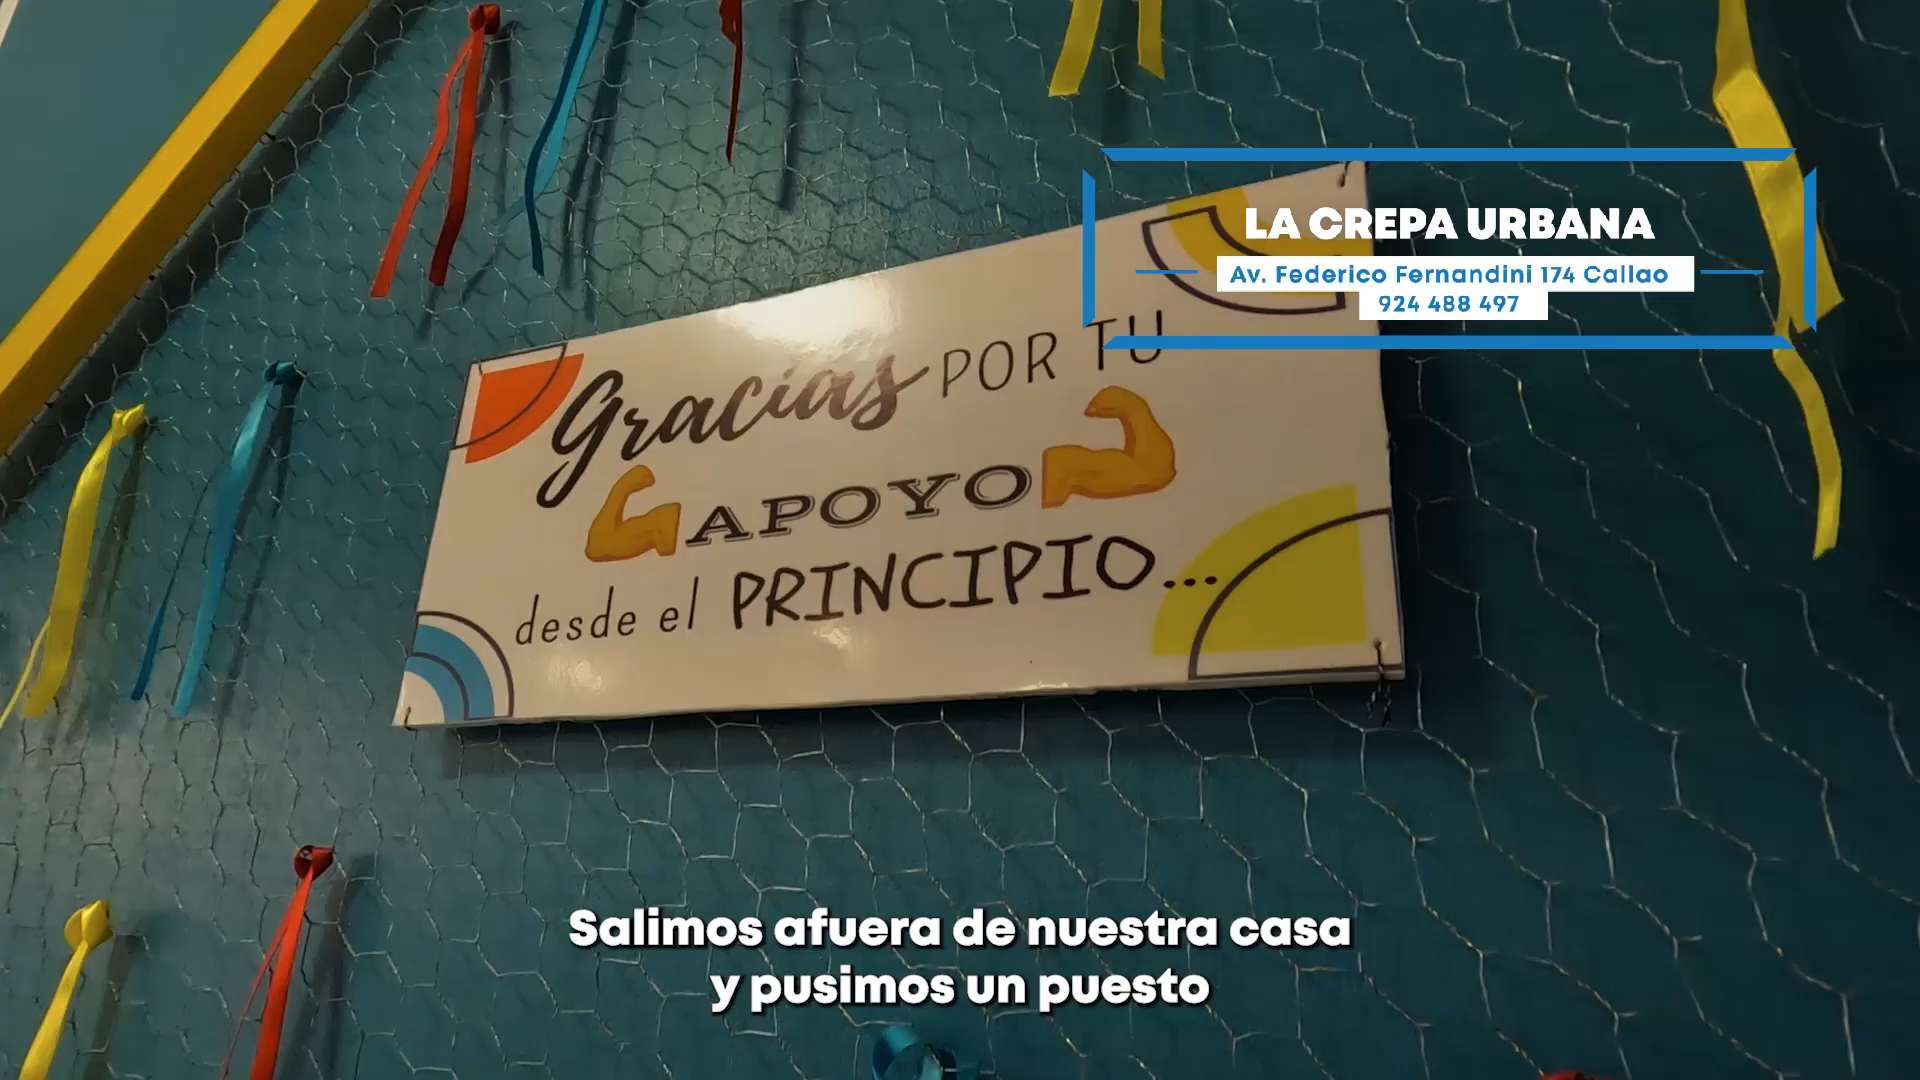 LA CREPA URBANA
Av. Federico Fernandini 174 Callao
924 488 497
Gracias POR TU
APOYO
desde el PRINCIPIO...
Salimos afuera de nuestra casa
y pusimos un puesto